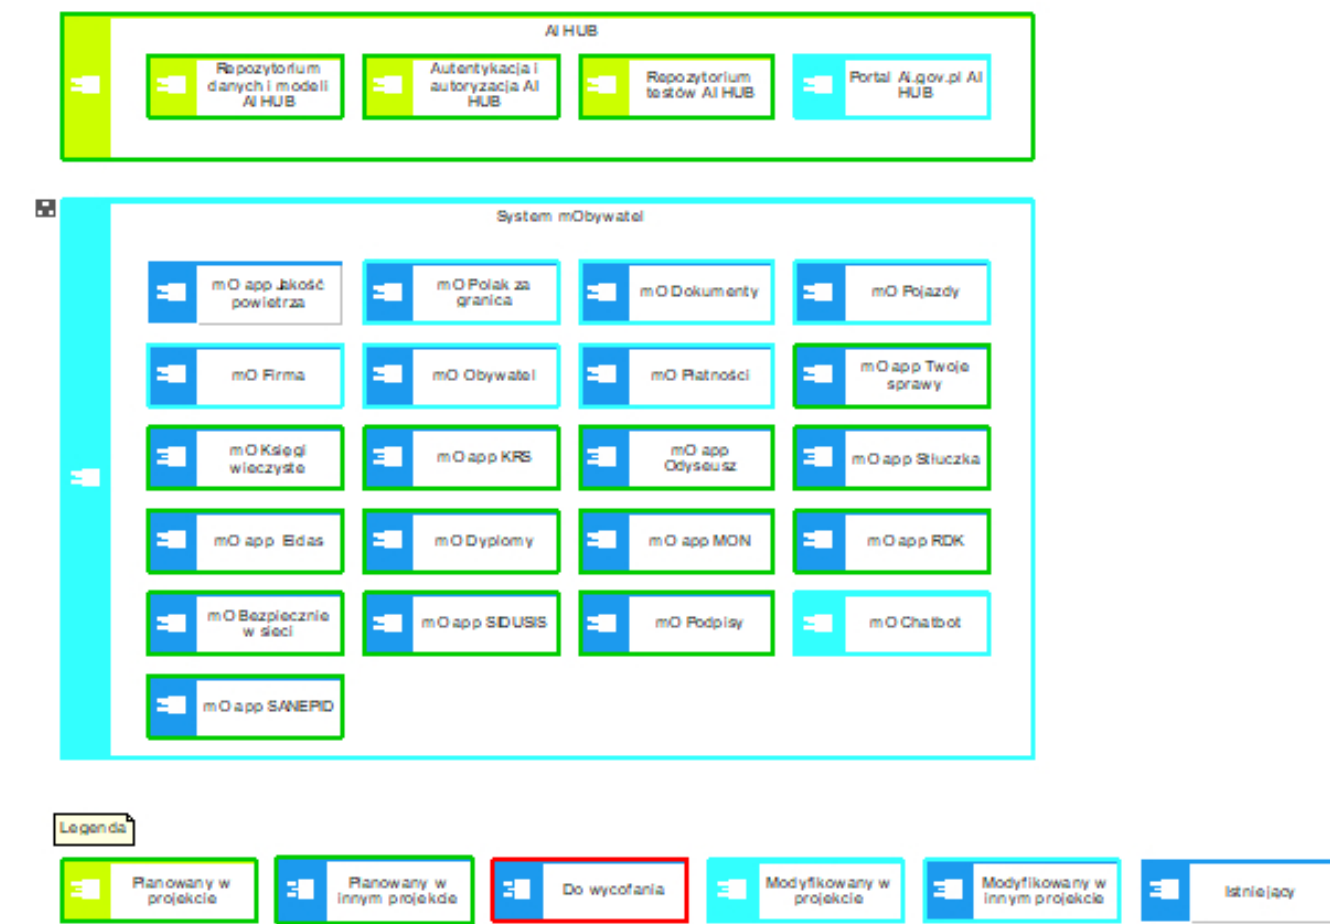 AI HUB
Repozytorium
danych i modeli
AI HUB
Autentykacja i
autoryzacja AI
HUB
Repozytorium
testów AI HUB
Portal Ai.gov.pl AI
HUB
System mObywatel
mO app Jakość
powietrza
mO Polak za
granica
mO Dokumenty
mO Pojazdy
mO Firma
mO Obywatel
mO Płatności
mO app Twoje
sprawy
mO Księgi
wieczyste
mO app KRS
mO app
Odyseusz
mO app Stłuczka
mO app Eidas
mO Dyplomy
mO app MON
mO app RDK
mO Bezpiecznie
w sieci
mO app SIDUSIS
mO Podpisy
mO Chatbot
mO app SANEPID
Legenda
Planowany w
projekcie
Planowany w
innym projekcie
Do wycofania
Modyfikowany w
projekcie
Modyfikowany w
innym projekcie
Istniejący